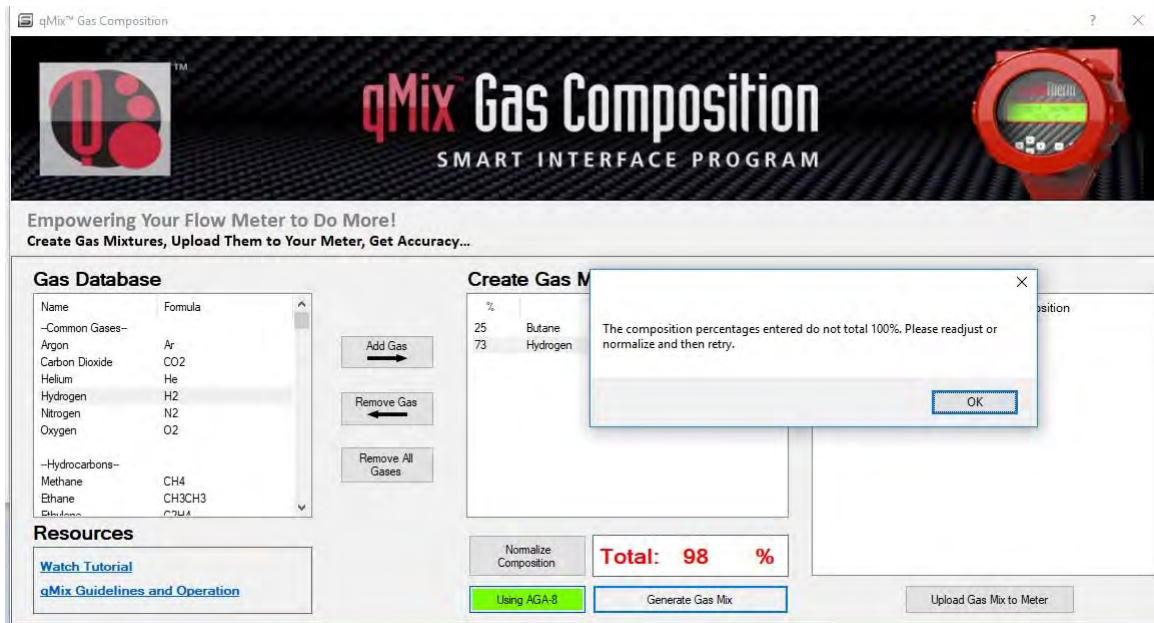 qMix™ Gas Composition
?
TM
qMix™ Gas Composition
SMART INTERFACE PROGRAM
Empowering Your Flow Meter to Do More!
Create Gas Mixtures, Upload Them to Your Meter, Get Accuracy...
Gas Database
Name Formula
--Common Gases--
Argon Ar
Carbon Dioxide CO2
Helium He
Hydrogen H2
Nitrogen N2
Oxygen O2
--Hydrocarbons--
Methane CH4
Ethane CH3CH3
Ethylene C2H4
Add Gas
Remove Gas
Remove All
Gases
Create Gas M
%
25 Butane
73 Hydrogen
The composition percentages entered do not total 100%. Please readjust or
normalize and then retry.
OK
osition
Resources
Watch Tutorial
qMix Guidelines and Operation
Normalize
Composition
Total: 98 %
Using AGA-8
Generate Gas Mix
Upload Gas Mix to Meter